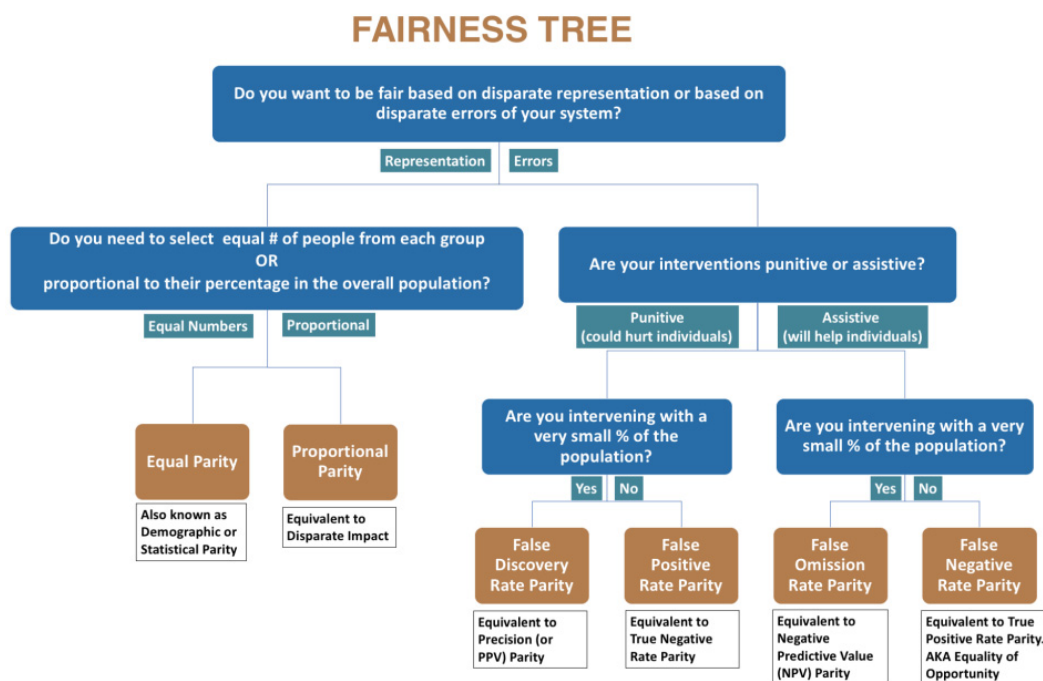 FAIRNESS TREE
Do you want to be fair based on disparate representation or based on
disparate errors of your system?
Representation
Errors
Do you need to select equal # of people from each group
OR
proportional to their percentage in the overall population?
Are your interventions punitive or assistive?
Equal Numbers
Proportional
Punitive
(could hurt individuals)
Assistive
(will help individuals)
Equal Parity
Proportional
Parity
Also known as
Demographic or
Statistical Parity
Equivalent to
Disparate Impact
Are you intervening with a
very small % of the
population?
Are you intervening with a very
small % of the population?
Yes
No
Yes
No
False
Discovery
Rate Parity
False
Positive
Rate Parity
False
Omission
Rate Parity
False
Negative
Rate Parity
Equivalent to
Precision (or
PPV) Parity
Equivalent to
True Negative
Rate Parity
Equivalent to
Negative
Predictive Value
(NPV) Parity
Equivalent to True
Positive Rate Parity.
AKA Equality of
Opportunity